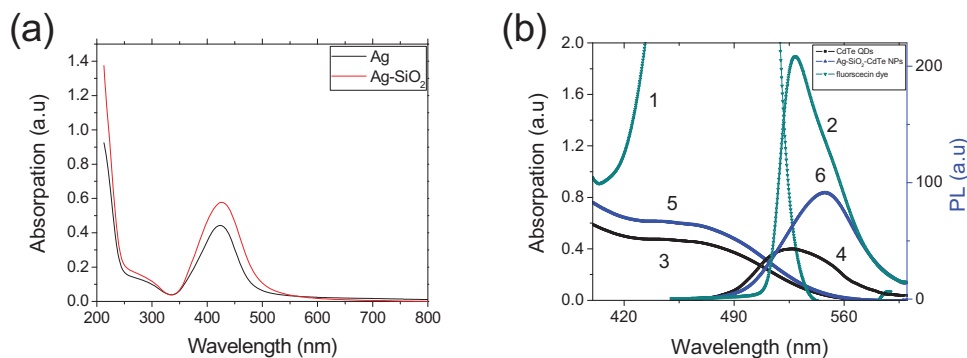 (a)
Absorpation (a.u)
1.4
1.2
1.0
0.8
0.6
0.4
0.2
0.0
200 300 400 500 600 700 800
Wavelength (nm)
Ag
Ag-SiO₂
(b)
Absorpation (a.u)
2.0
1.6
1.2
0.8
0.4
0.0
420 490 560
Wavelength (nm)
CdTe QDs
Ag-SiO₂-CdTe NPs
fluorscecin dye
1
2
6
5
3
4
200
100
0
PL (a.u)